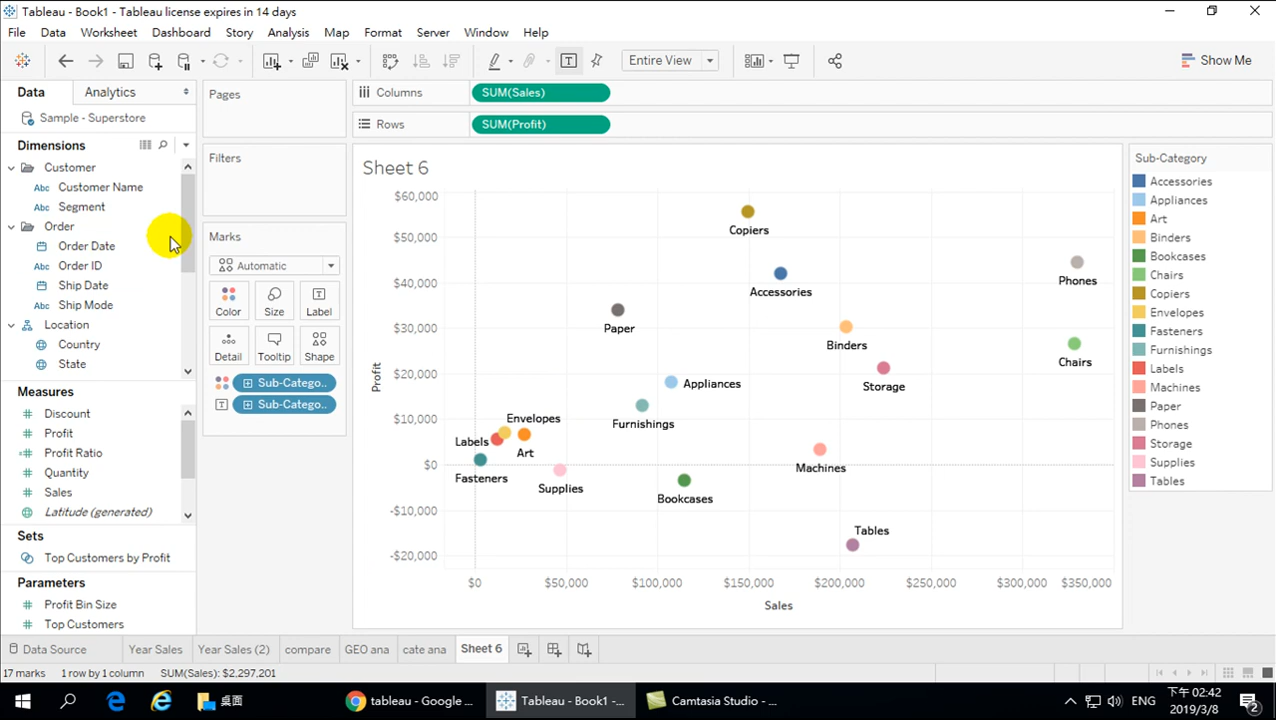 Tableau - Book1 - Tableau license expires in 14 days
File Data Worksheet Dashboard Story Analysis Map Format Server Window Help
Entire View
Show Me
Data Analytics
Sample - Superstore
Dimensions
Customer
Abc Customer Name
Abc Segment
Order
Order Date
Abc Order ID
Ship Date
Abc Ship Mode
Location
Country
State
Measures
Discount
Profit
Profit Ratio
Quantity
Sales
Latitude (generated)
Sets
Top Customers by Profit
Parameters
Profit Bin Size
Top Customers
Pages
Filters
Marks
Automatic
Color Size Label
Detail Tooltip Shape
Sub-Catego..
Sub-Catego..
Columns SUM(Sales)
Rows SUM(Profit)
Sheet 6
Profit
$60,000
$50,000
$40,000
$30,000
$20,000
$10,000
$0
-$10,000
-$20,000
Copiers
Phones
Accessories
Paper
Binders
Chairs
Appliances
Storage
Furnishings
Envelopes
Labels
Art
Machines
Fasteners
Supplies
Bookcases
Tables
$0 $50,000 $100,000 $150,000 $200,000 $250,000 $300,000 $350,000
Sales
Sub-Category
Accessories
Appliances
Art
Binders
Bookcases
Chairs
Copiers
Envelopes
Fasteners
Furnishings
Labels
Machines
Paper
Phones
Storage
Supplies
Tables
Data Source Year Sales Year Sales (2) compare GEO ana cate ana Sheet 6
17 marks 1 row by 1 column SUM(Sales): $2,297,201
桌面 tableau - Google ... Tableau - Book1 -... Camtasia Studio - ... ENG 下午 02:42
2019/3/8
2